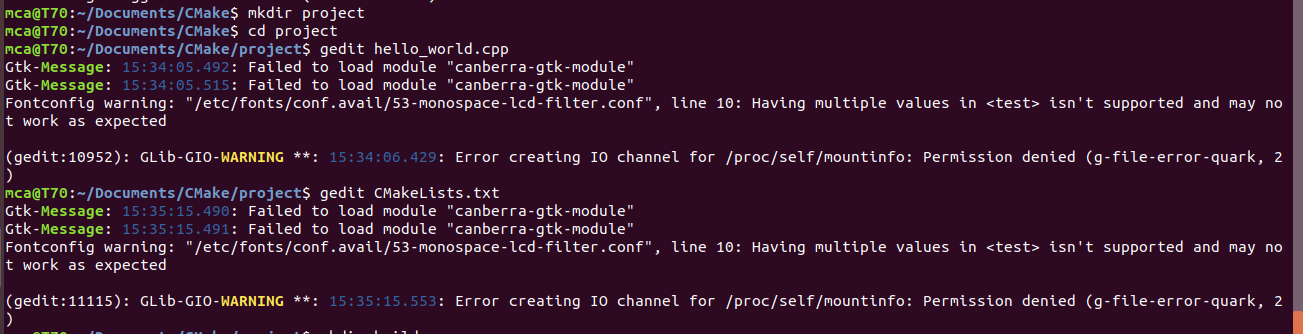 mca@T70:~/Documents/CMake$ mkdir project
mca@T70:~/Documents/CMake$ cd project
mca@T70:~/Documents/CMake/project$ gedit hello_world.cpp
Gtk-Message: 15:34:05.492: Failed to load module "canberra-gtk-module"
Gtk-Message: 15:34:05.515: Failed to load module "canberra-gtk-module"
Fontconfig warning: "/etc/fonts/conf.avail/53-monospace-lcd-filter.conf", line 10: Having multiple values in <test> isn't supported and may no
t work as expected
(gedit:10952): GLib-GIO-WARNING **: 15:34:06.429: Error creating IO channel for /proc/self/mountinfo: Permission denied (g-file-error-quark, 2
)
mca@T70:~/Documents/CMake/project$ gedit CMakeLists.txt
Gtk-Message: 15:35:15.490: Failed to load module "canberra-gtk-module"
Gtk-Message: 15:35:15.491: Failed to load module "canberra-gtk-module"
Fontconfig warning: "/etc/fonts/conf.avail/53-monospace-lcd-filter.conf", line 10: Having multiple values in <test> isn't supported and may no
t work as expected
(gedit:11115): GLib-GIO-WARNING **: 15:35:15.553: Error creating IO channel for /proc/self/mountinfo: Permission denied (g-file-error-quark, 2
)